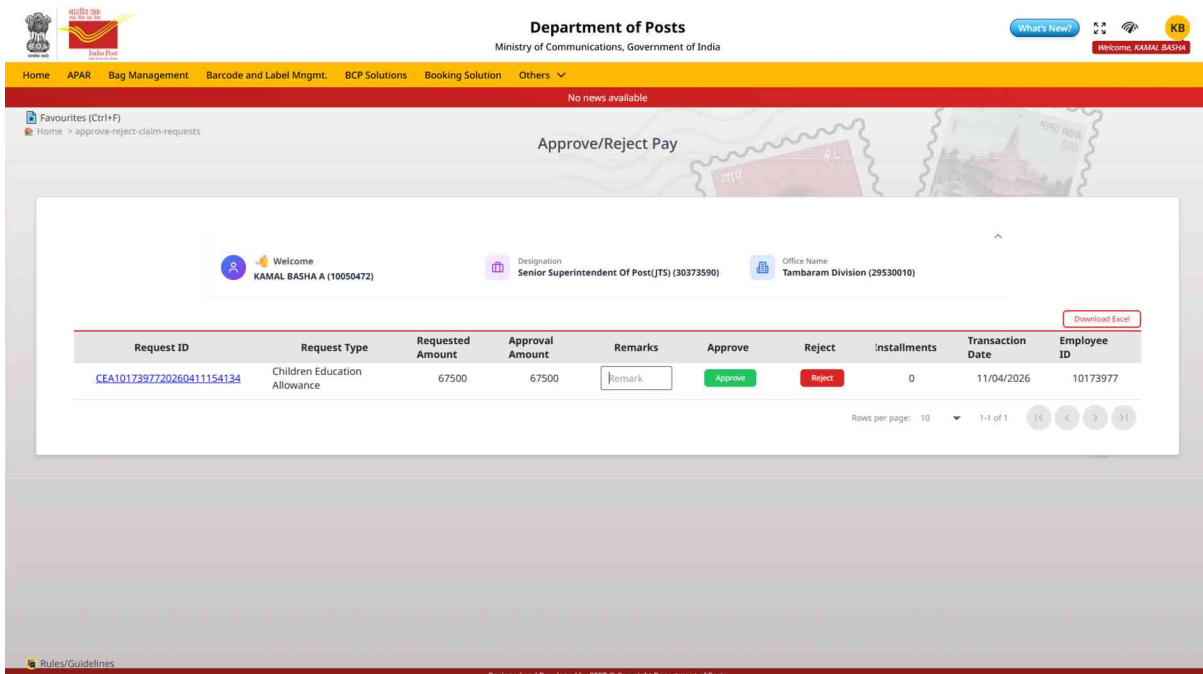 भारतीय डाक
India Post
Department of Posts
Ministry of Communications, Government of India
What's New?
KB
Welcome, KAMAL BASHA
Home APAR Bag Management Barcode and Label Mngmt. BCP Solutions Booking Solution Others
No news available
Favourites (Ctrl+F)
Home > approve-reject-claim-requests
Approve/Reject Pay
Welcome
KAMAL BASHA A (10050472)
Designation
Senior Superintendent Of Post(JTS) (30373590)
Office Name
Tambaram Division (29530010)
Download Excel
Request ID Request Type Requested Amount Approval Amount Remarks Approve Reject Installments Transaction Date Employee ID
CEA1017397720260411154134 Children Education Allowance 67500 67500 Remark Approve Reject 0 11/04/2026 10173977
Rows per page: 10 1-1 of 1
Rules/Guidelines